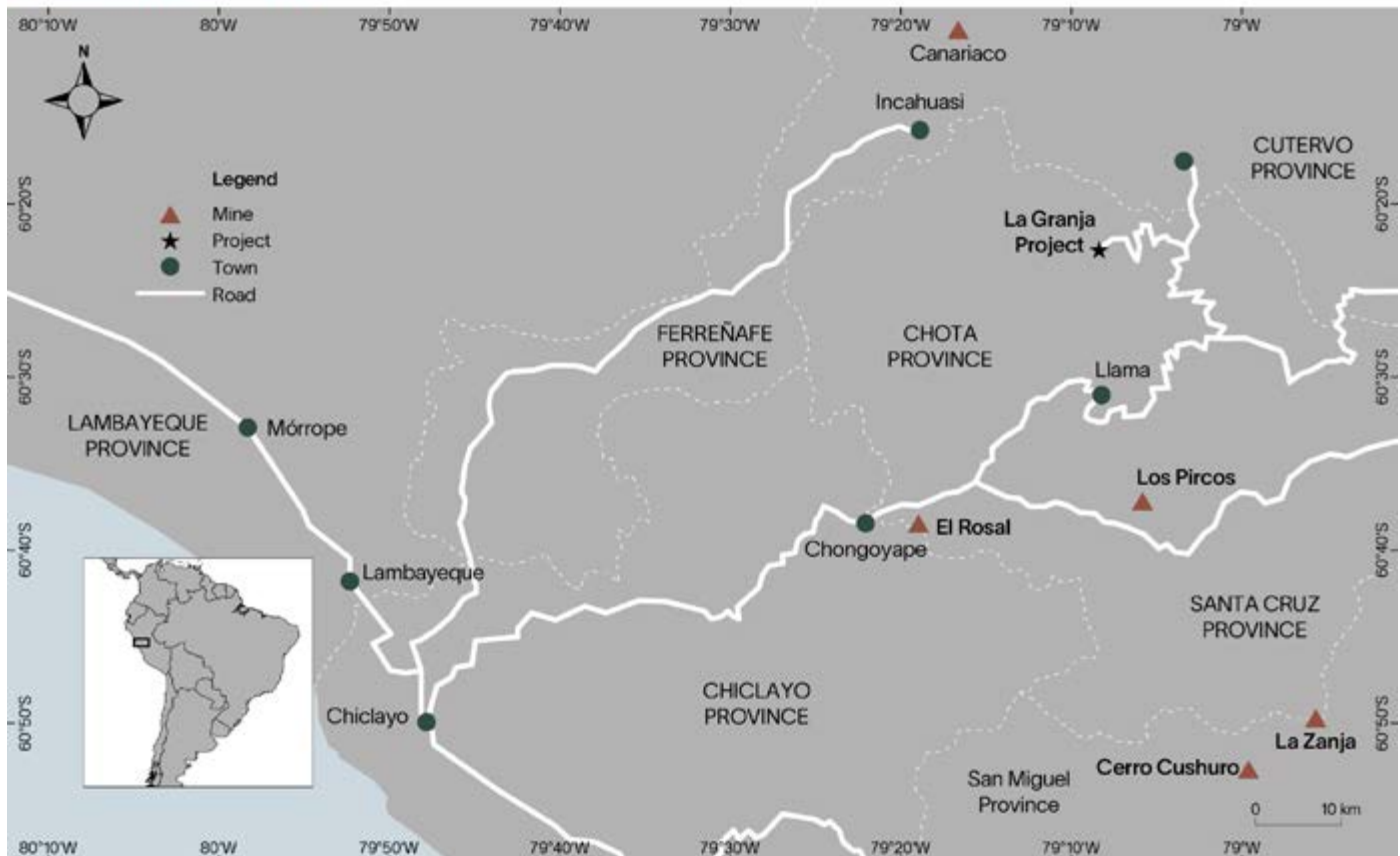 80°10'W 80°W 79°50'W 79°40'W 79°30'W 79°20'W 79°10'W 79°W
N
Canariaco
Incahuasi
CUTERVO
PROVINCE
Legend
Mine
Project
Town
Road
60°20'S
60°20'S
La Granja
Project
FERREÑAFE
PROVINCE
CHOTA
PROVINCE
60°30'S
60°30'S
Llama
LAMBAYEQUE
PROVINCE
Mórrope
Los Pircos
El Rosal
Chongoyape
60°40'S
60°40'S
Lambayeque
SANTA CRUZ
PROVINCE
CHICLAYO
PROVINCE
Chiclayo
60°50'S
60°50'S
La Zanja
Cerro Cushuro
San Miguel
Province
0 10 km
80°10'W 80°W 79°50'W 79°40'W 79°30'W 79°20'W 79°10'W 79°W